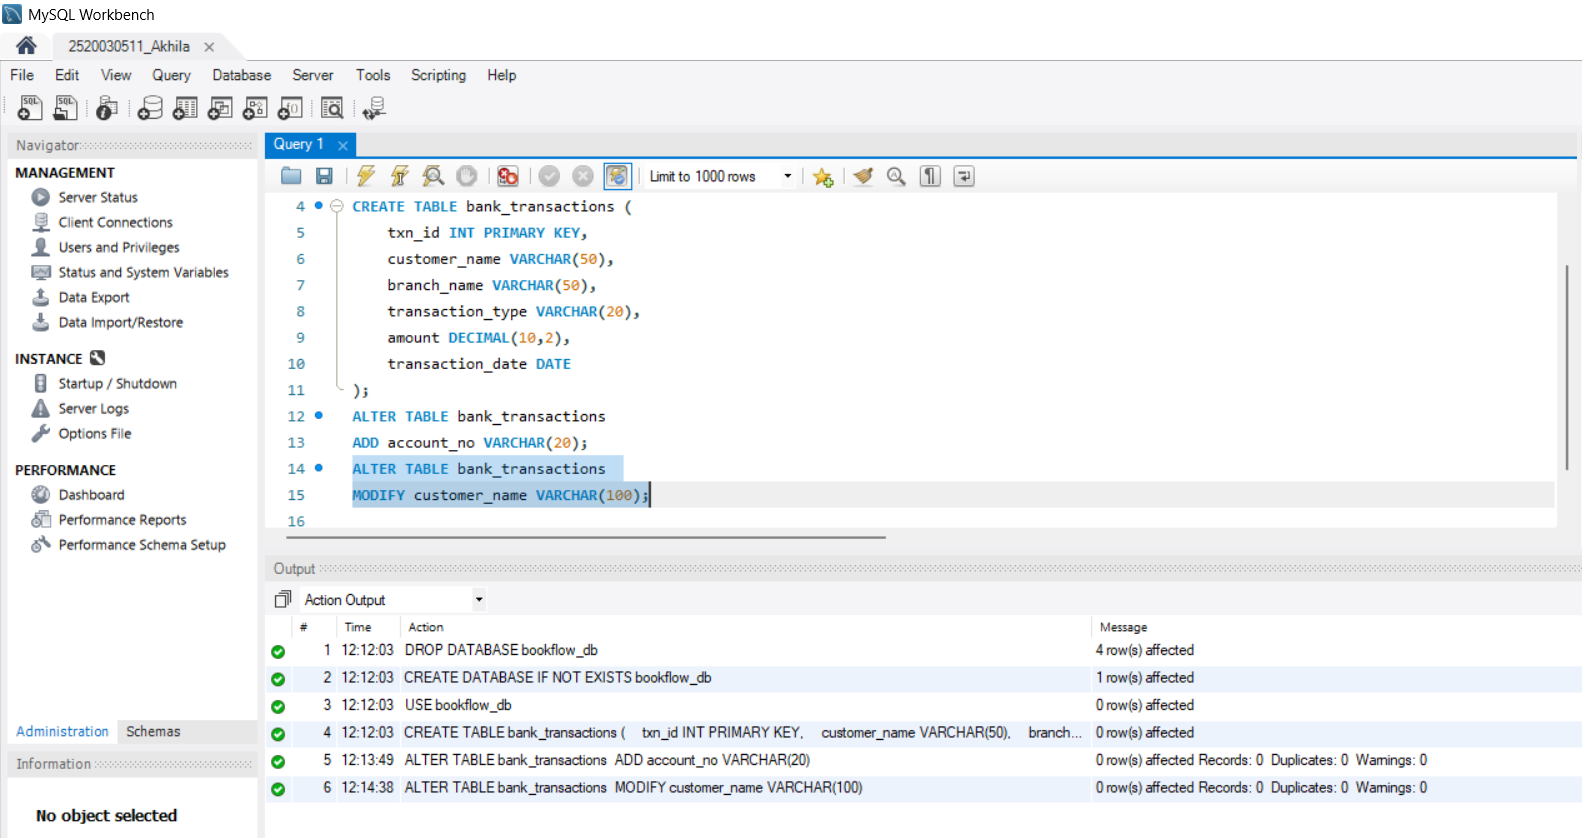 MySQL Workbench
2520030511_Akhila
File Edit View Query Database Server Tools Scripting Help
Navigator
MANAGEMENT
Server Status
Client Connections
Users and Privileges
Status and System Variables
Data Export
Data Import/Restore
INSTANCE
Startup / Shutdown
Server Logs
Options File
PERFORMANCE
Dashboard
Performance Reports
Performance Schema Setup
Administration Schemas
Information
No object selected
Query 1
Limit to 1000 rows
4 CREATE TABLE bank_transactions (
5 txn_id INT PRIMARY KEY,
6 customer_name VARCHAR(50),
7 branch_name VARCHAR(50),
8 transaction_type VARCHAR(20),
9 amount DECIMAL(10,2),
10 transaction_date DATE
11 );
12 ALTER TABLE bank_transactions
13 ADD account_no VARCHAR(20);
14 ALTER TABLE bank_transactions
15 MODIFY customer_name VARCHAR(100);
16
Output
Action Output
# Time Action Message
1 12:12:03 DROP DATABASE bookflow_db 4 row(s) affected
2 12:12:03 CREATE DATABASE IF NOT EXISTS bookflow_db 1 row(s) affected
3 12:12:03 USE bookflow_db 0 row(s) affected
4 12:12:03 CREATE TABLE bank_transactions ( txn_id INT PRIMARY KEY, customer_name VARCHAR(50), branch... 0 row(s) affected
5 12:13:49 ALTER TABLE bank_transactions ADD account_no VARCHAR(20) 0 row(s) affected Records: 0 Duplicates: 0 Warnings: 0
6 12:14:38 ALTER TABLE bank_transactions MODIFY customer_name VARCHAR(100) 0 row(s) affected Records: 0 Duplicates: 0 Warnings: 0